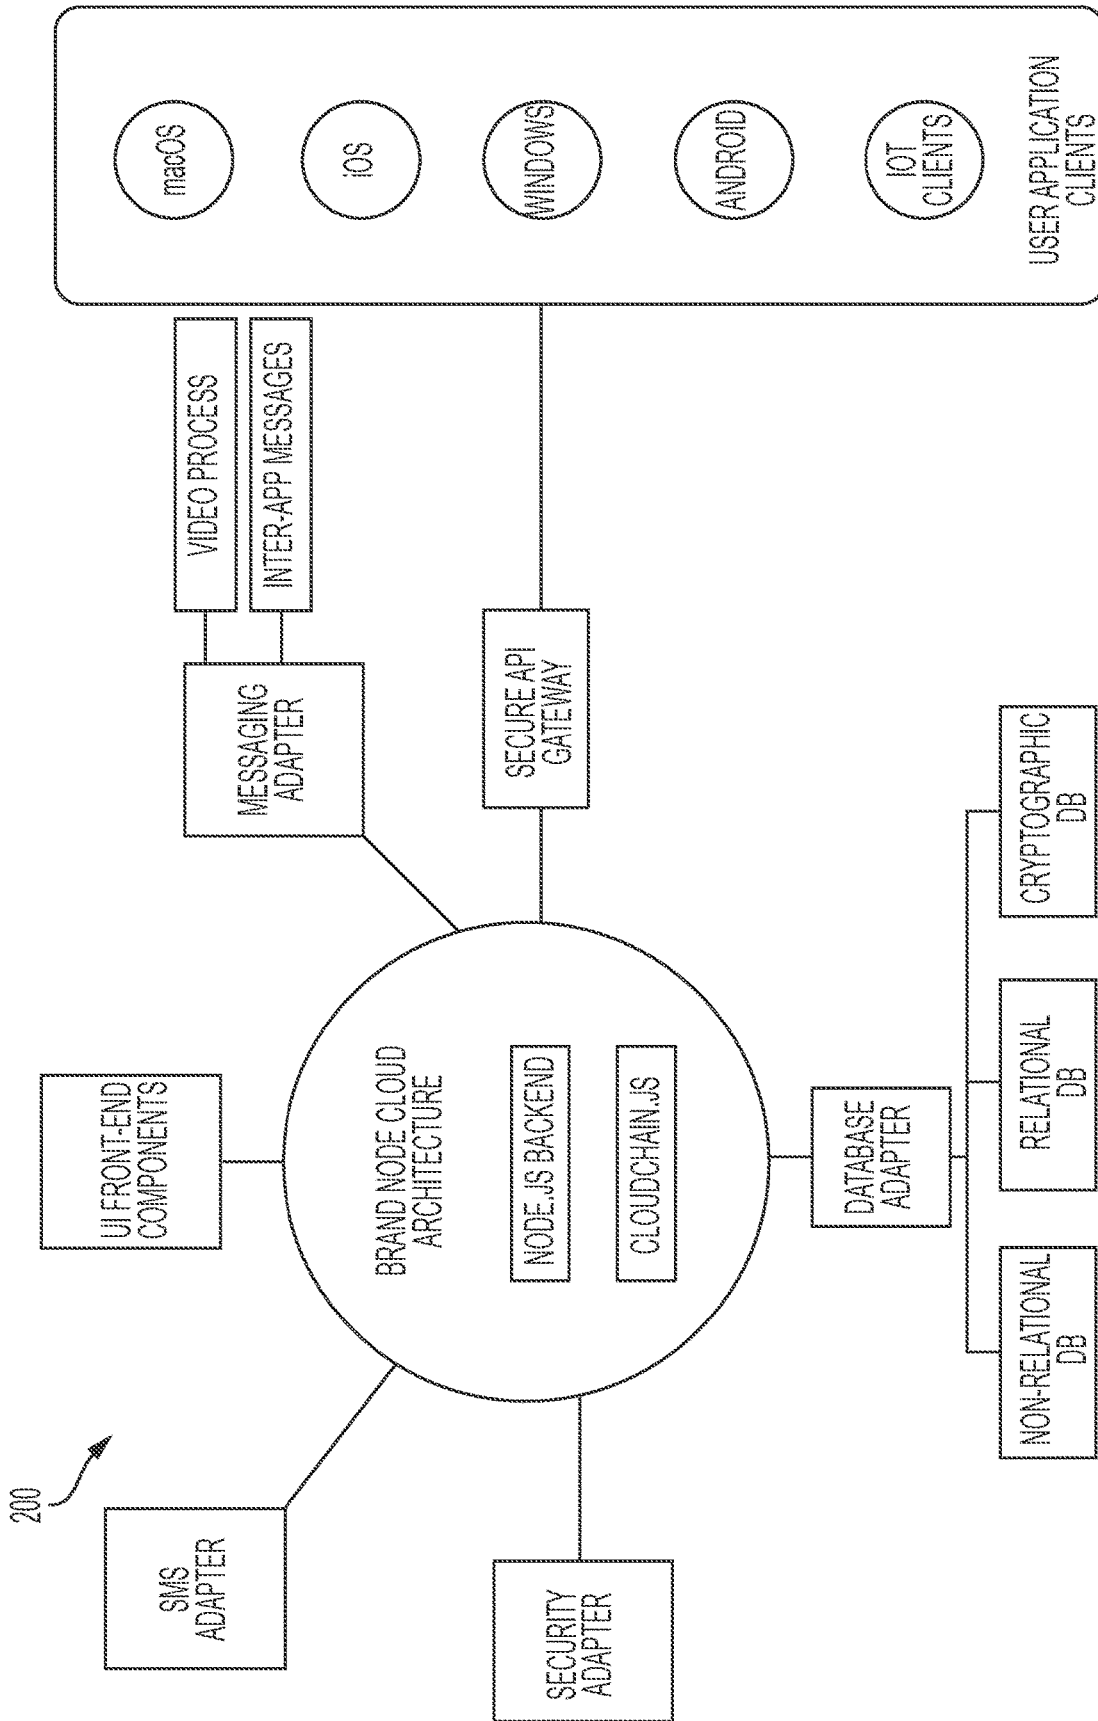 200
SMS
ADAPTER
UI FRONT-END
COMPONENTS
MESSAGING
ADAPTER
VIDEO PROCESS
INTER-APP MESSAGES
SECURITY
ADAPTER
BRAND NODE CLOUD
ARCHITECTURE
NODE.JS BACKEND
CLOUDCHAIN.JS
SECURE API
GATEWAY
DATABASE
ADAPTER
NON-RELATIONAL
DB
RELATIONAL
DB
CRYPTOGRAPHIC
DB
macOS
iOS
WINDOWS
ANDROID
IOT
CLIENTS
USER APPLICATION
CLIENTS